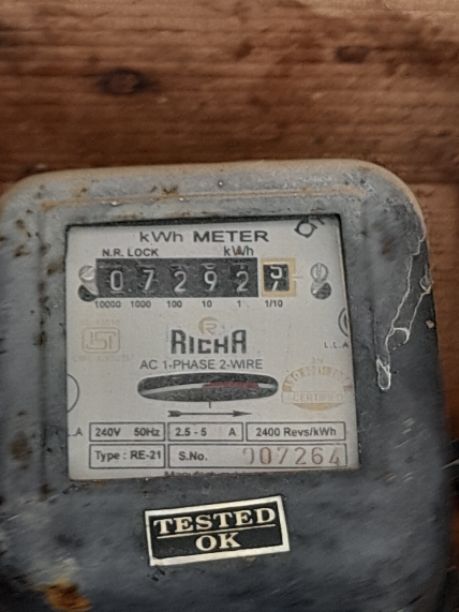 kWh METER
N.R. LOCK kWh
0 7 2 9 2
10000 1000 100 10 1 1/10
RICHA
AC 1-PHASE 2-WIRE
CERTIFIED
240V 50Hz 2.5 - 5 A 2400 Revs/kWh
Type : RE-21 S.No. 007264
TESTED
OK